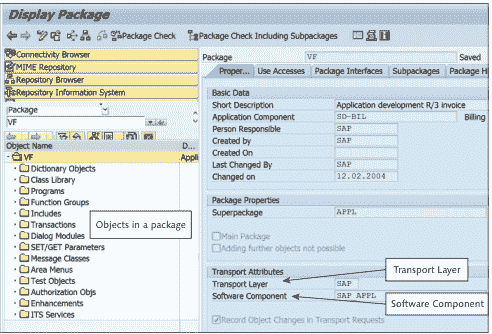 Display Package
Package Check
Package Check Including Subpackages
Connectivity Browser
MIME Repository
Repository Browser
Repository Information System
Package
VF
Object Name
D...
VF
Appli
Dictionary Objects
Class Library
Programs
Function Groups
Includes
Transactions
Dialog Modules
SET/GET Parameters
Message Classes
Area Menus
Test Objects
Authorization Objs
Enhancements
ITS Services
Objects in a package
Package
VF
Saved
Proper...
Use Accesses
Package Interfaces
Subpackages
Package Hi
Basic Data
Short Description
Application development R/3 invoice
Application Component
SD-BIL
Billing
Person Responsible
SAP
Created by
SAP
Created On
Last Changed By
SAP
Changed on
12.02.2004
Package Properties
Superpackage
APPL
Main Package
Adding further objects not possible
Transport Attributes
Transport Layer
SAP
Software Component
SAP_APPL
Record Object Changes in Transport Requests
Transport Layer
Software Component